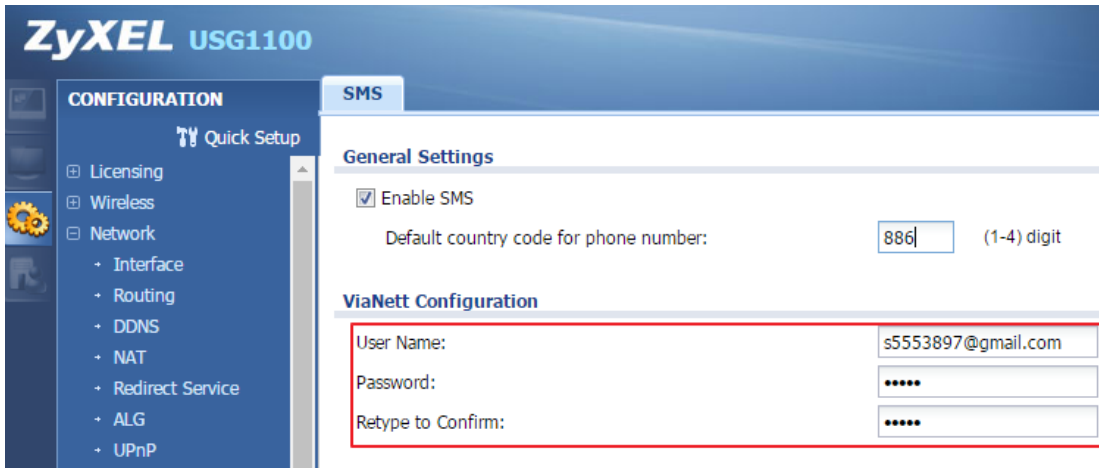 ZyXEL USG1100
CONFIGURATION
Quick Setup
Licensing
Wireless
Network
Interface
Routing
DDNS
NAT
Redirect Service
ALG
UPnP
SMS
General Settings
Enable SMS
Default country code for phone number: 886 (1-4) digit
ViaNett Configuration
User Name: s5553897@gmail.com
Password: •••••
Retype to Confirm: •••••